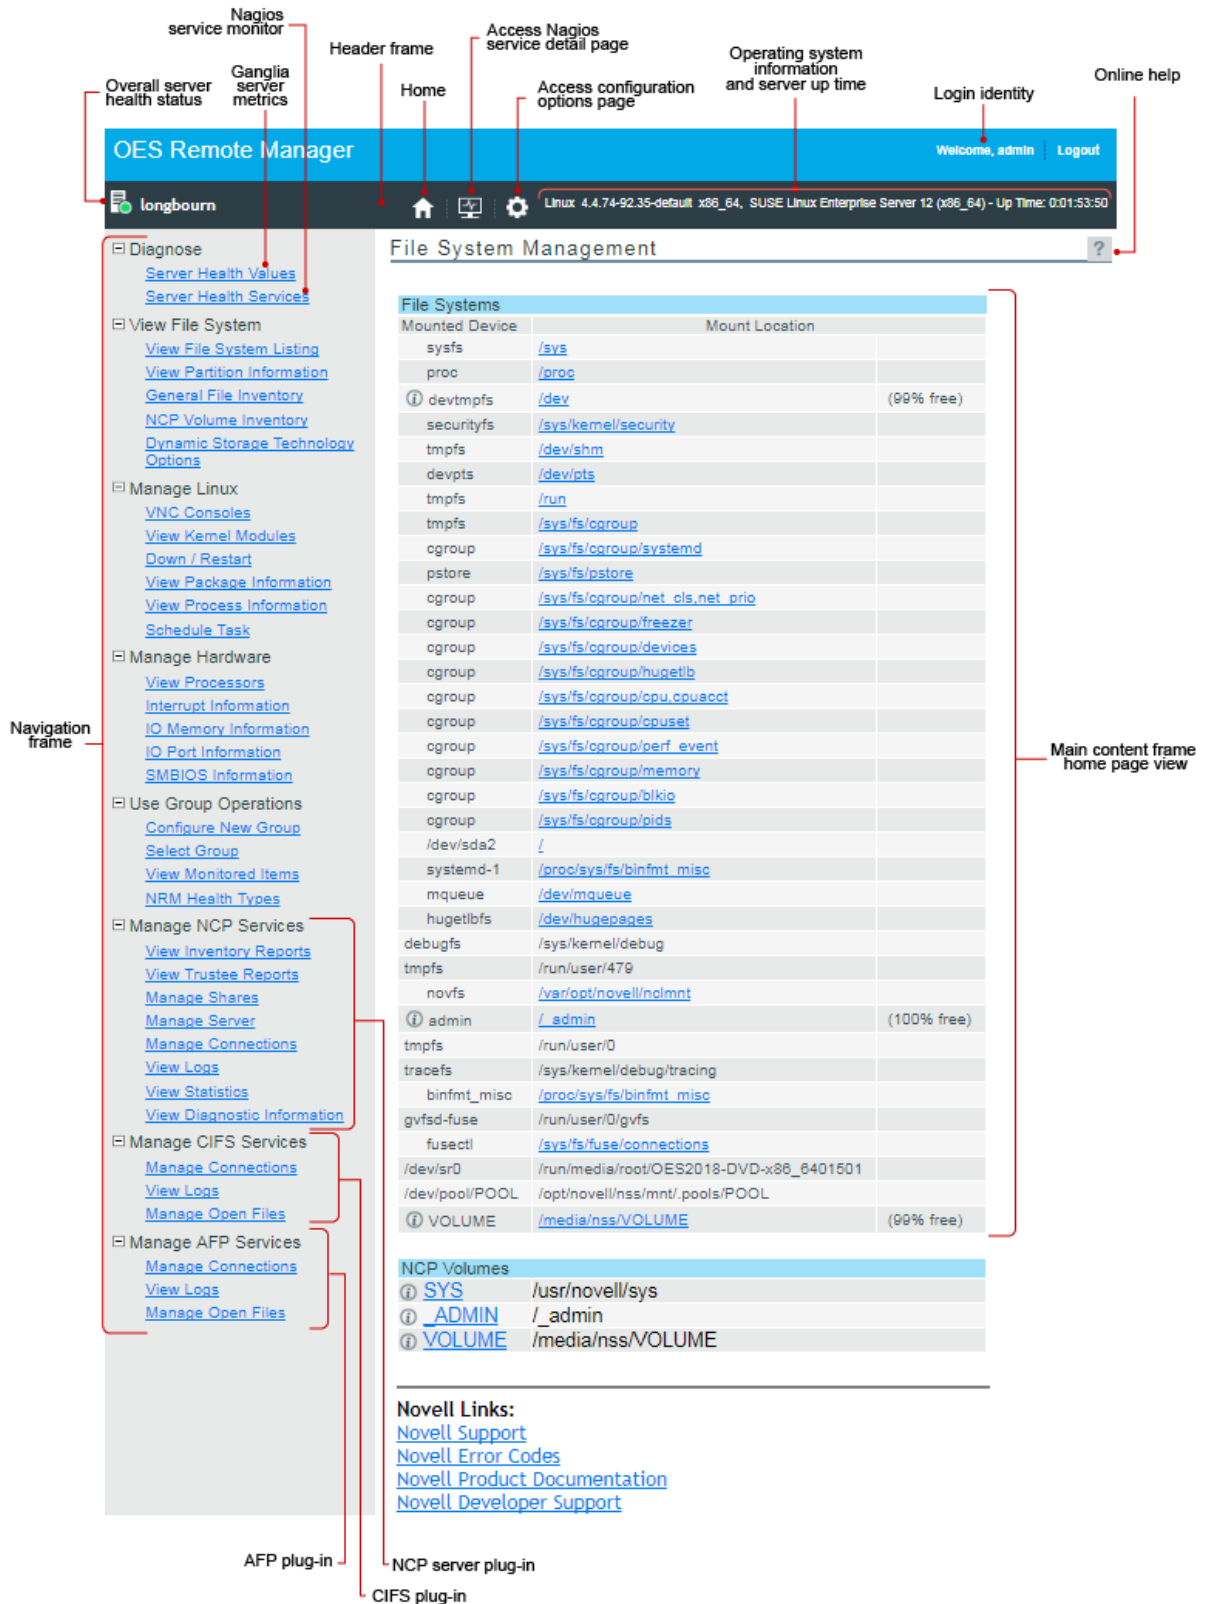 Nagios
service monitor
Header frame
Access Nagios
service detail page
Operating system
information
and server up time
Online help
Overall server
health status
Ganglia
server
metrics
Home
Access configuration
options page
Login identity
OES Remote Manager
Welcome, admin
Logout
longbourn
Linux 4.4.74-92.35-default x86_64, SUSE Linux Enterprise Server 12 (x86_64) - Up Time: 0:01:53:50
Diagnose
Server Health Values
Server Health Services
View File System
View File System Listing
View Partition Information
General File Inventory
NCP Volume Inventory
Dynamic Storage Technology
Options
Manage Linux
VNC Consoles
View Kernel Modules
Down / Restart
View Package Information
View Process Information
Schedule Task
Manage Hardware
View Processors
Interrupt Information
IO Memory Information
IO Port Information
SMBIOS Information
Use Group Operations
Configure New Group
Select Group
View Monitored Items
NRM Health Types
Manage NCP Services
View Inventory Reports
View Trustee Reports
Manage Shares
Manage Server
Manage Connections
View Logs
View Statistics
View Diagnostic Information
Manage CIFS Services
Manage Connections
View Logs
Manage Open Files
Manage AFP Services
Manage Connections
View Logs
Manage Open Files
Navigation
frame
File System Management
?
File Systems
Mounted Device Mount Location
sysfs /sys
proc /proc
devtmpfs /dev (99% free)
securityfs /sys/kernel/security
tmpfs /dev/shm
devpts /dev/pts
tmpfs /run
tmpfs /sys/fs/cgroup
cgroup /sys/fs/cgroup/systemd
pstore /sys/fs/pstore
cgroup /sys/fs/cgroup/net_cls,net_prio
cgroup /sys/fs/cgroup/freezer
cgroup /sys/fs/cgroup/devices
cgroup /sys/fs/cgroup/hugetlb
cgroup /sys/fs/cgroup/cpu,cpuacct
cgroup /sys/fs/cgroup/cpuset
cgroup /sys/fs/cgroup/perf_event
cgroup /sys/fs/cgroup/memory
cgroup /sys/fs/cgroup/blkio
cgroup /sys/fs/cgroup/pids
/dev/sda2 /
systemd-1 /proc/sys/fs/binfmt_misc
mqueue /dev/mqueue
hugetlbfs /dev/hugepages
debugfs /sys/kernel/debug
tmpfs /run/user/479
novfs /var/opt/novell/nclmnt
admin /_admin (100% free)
tmpfs /run/user/0
tracefs /sys/kernel/debug/tracing
binfmt_misc /proc/sys/fs/binfmt_misc
gvfsd-fuse /run/user/0/gvfs
fusectl /sys/fs/fuse/connections
/dev/sr0 /run/media/root/OES2018-DVD-x86_6401501
/dev/pool/POOL /opt/novell/nss/mnt/.pools/POOL
VOLUME /media/nss/VOLUME (99% free)
Main content frame
home page view
NCP Volumes
SYS /usr/novell/sys
_ADMIN /_admin
VOLUME /media/nss/VOLUME
Novell Links:
Novell Support
Novell Error Codes
Novell Product Documentation
Novell Developer Support
AFP plug-in
NCP server plug-in
CIFS plug-in